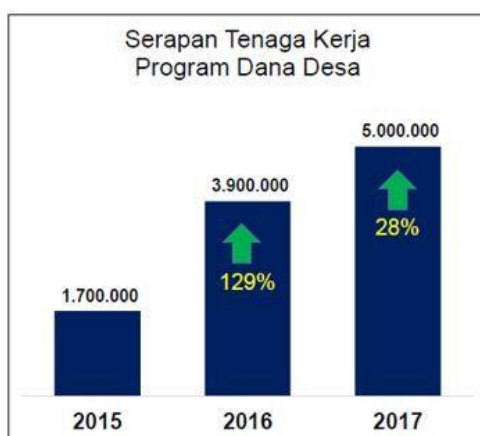 Serapan Tenaga Kerja
Program Dana Desa
5.000.000
3.900.000
28%
129%
1.700.000
2015 2016 2017